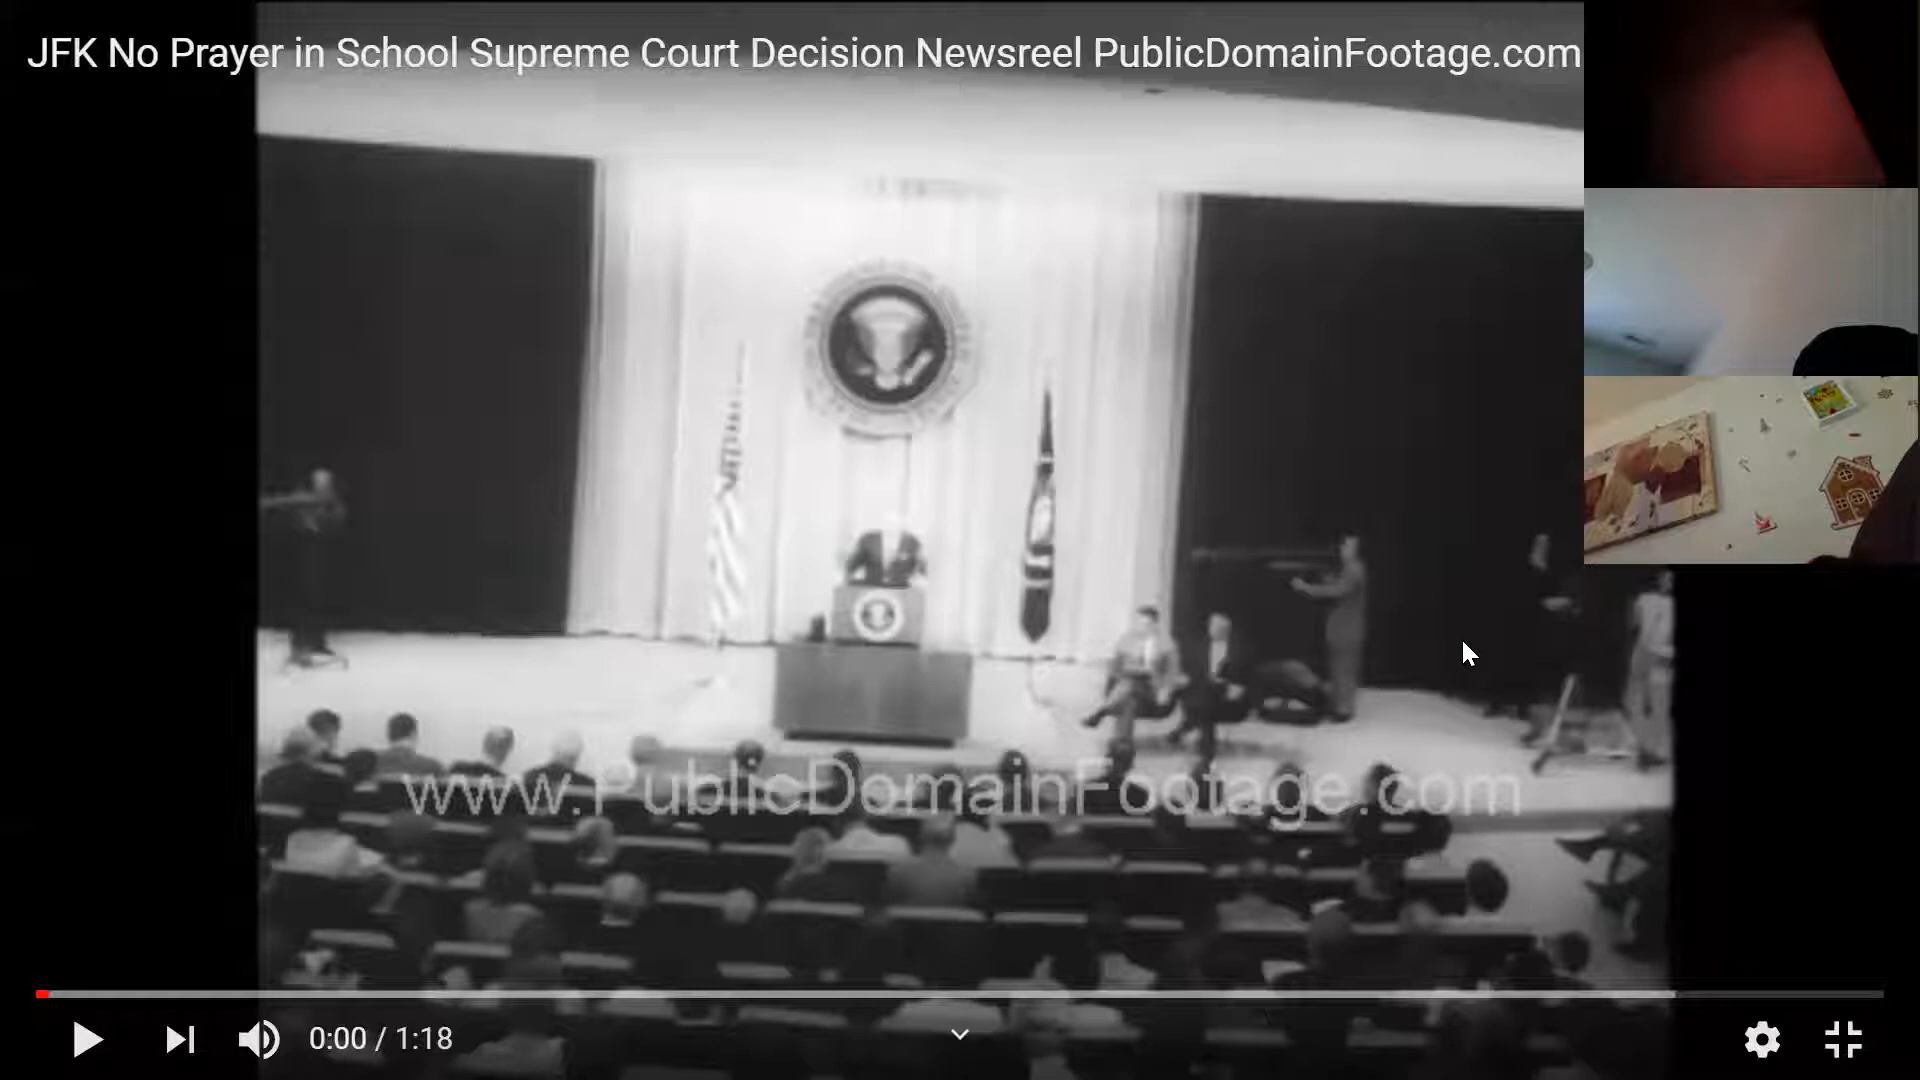 JFK No Prayer in School Supreme Court Decision Newsreel PublicDomainFootage.com
www.PublicDomainFootage.com
0:00 / 1:18